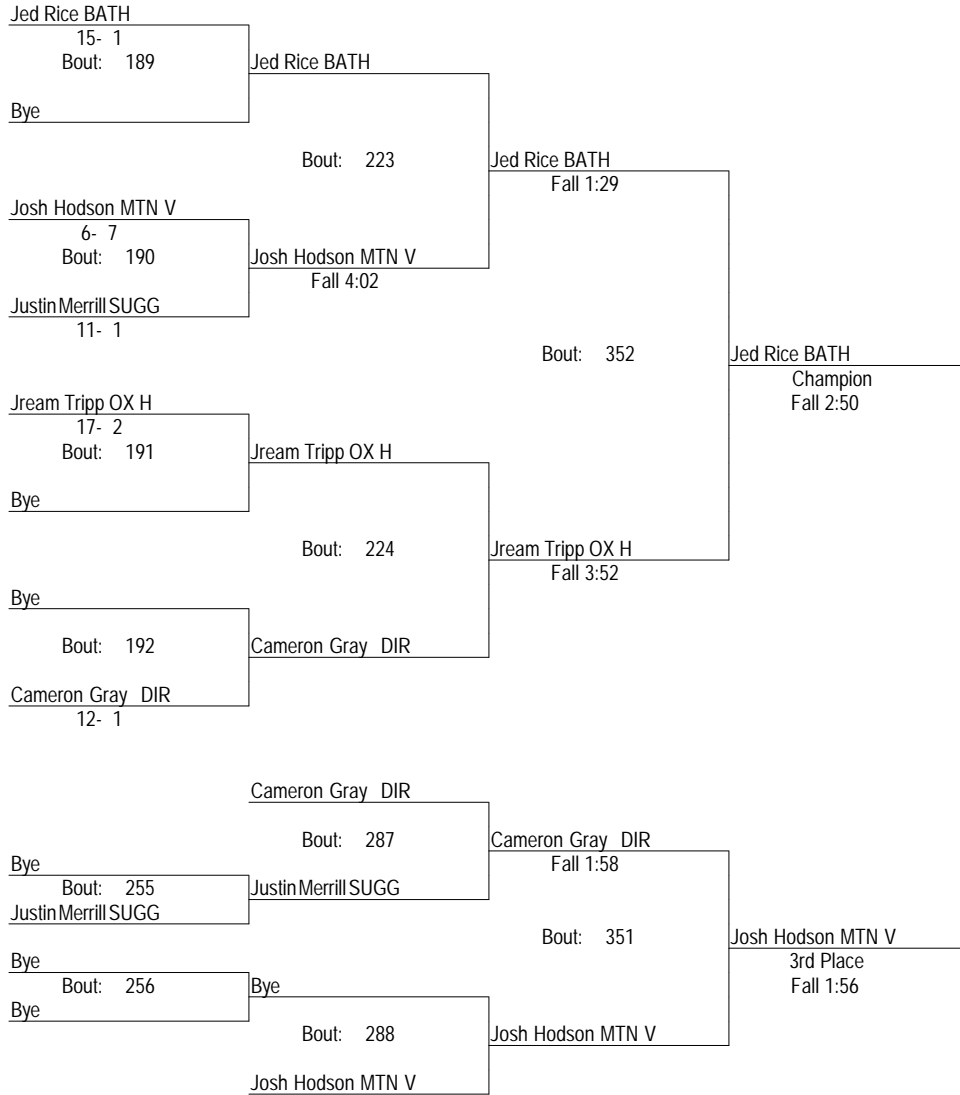 Jed Rice BATH
15- 1
Bout: 189
Jed Rice BATH
Bye
Bout: 223
Jed Rice BATH
Fall 1:29
Josh Hodson MTN V
6- 7
Bout: 190
Josh Hodson MTN V
Fall 4:02
Justin Merrill SUGG
11- 1
Bout: 352
Jed Rice BATH
Champion
Fall 2:50
Jream Tripp OX H
17- 2
Bout: 191
Jream Tripp OX H
Bye
Bout: 224
Jream Tripp OX H
Fall 3:52
Bye
Bout: 192
Cameron Gray DIR
Cameron Gray DIR
12- 1
Cameron Gray DIR
Bout: 287
Cameron Gray DIR
Fall 1:58
Bye
Bout: 255
Justin Merrill SUGG
Justin Merrill SUGG
Bout: 351
Josh Hodson MTN V
3rd Place
Fall 1:56
Bye
Bout: 256
Bye
Bye
Bout: 288
Josh Hodson MTN V
Josh Hodson MTN V